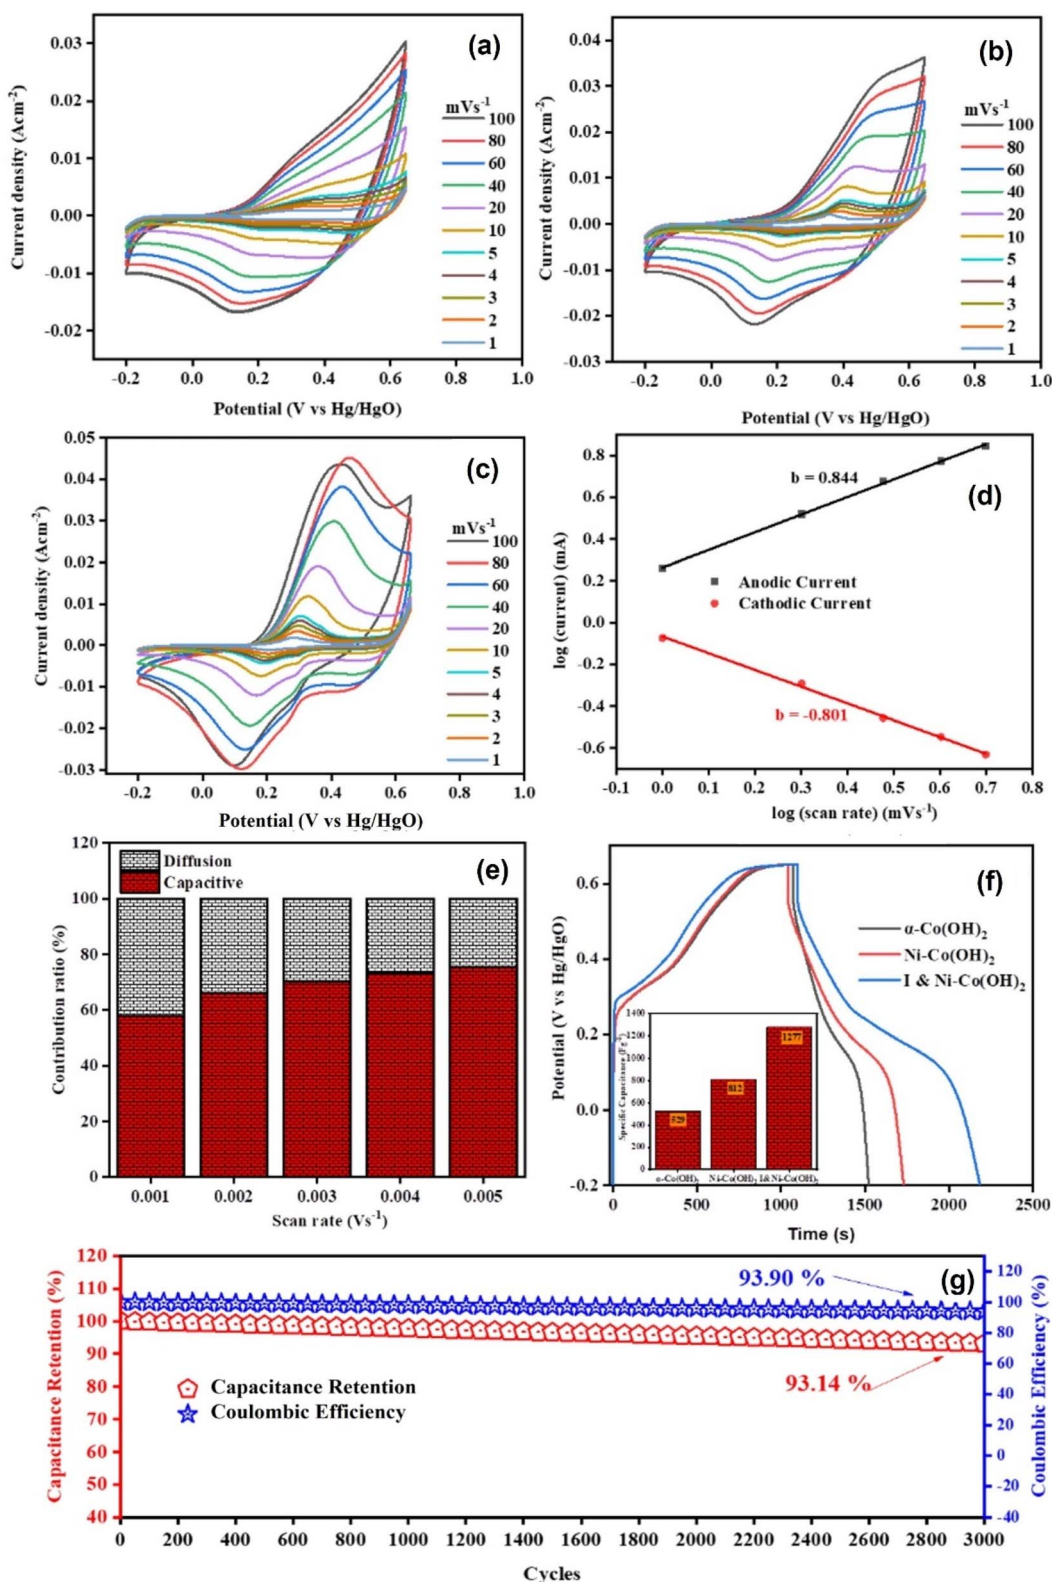 (a)
Current density (Acm⁻²)
0.03
0.02
0.01
0.00
-0.01
-0.02
-0.2 0.0 0.2 0.4 0.6 0.8 1.0
Potential (V vs Hg/HgO)
mVs⁻¹
100
80
60
40
20
10
5
4
3
2
1
(b)
Current density (Acm⁻²)
0.04
0.03
0.02
0.01
0.00
-0.01
-0.02
-0.03
-0.2 0.0 0.2 0.4 0.6 0.8 1.0
Potential (V vs Hg/HgO)
mVs⁻¹
100
80
60
40
20
10
5
4
3
2
1
(c)
Current density (Acm⁻²)
0.05
0.04
0.03
0.02
0.01
0.00
-0.01
-0.02
-0.03
-0.2 0.0 0.2 0.4 0.6 0.8 1.0
Potential (V vs Hg/HgO)
mVs⁻¹
100
80
60
40
20
10
5
4
3
2
1
(d)
log (current) (mA)
0.8
0.6
0.4
0.2
0.0
-0.2
-0.4
-0.6
b = 0.844
Anodic Current
Cathodic Current
b = -0.801
-0.1 0.0 0.1 0.2 0.3 0.4 0.5 0.6 0.7 0.8
log (scan rate) (mVs⁻¹)
(e)
Contribution ratio (%)
120
100
80
60
40
20
0
Diffusion
Capacitive
0.001 0.002 0.003 0.004 0.005
Scan rate (Vs⁻¹)
(f)
Potential (V vs Hg/HgO)
0.6
0.4
0.2
0.0
-0.2
α-Co(OH)₂
Ni-Co(OH)₂
I & Ni-Co(OH)₂
Specific Capacitance (Fg⁻¹)
1400
1200
1000
800
600
400
200
0
529
812
1277
α-Co(OH)₂ Ni-Co(OH)₂ I&Ni-Co(OH)₂
0 500 1000 1500 2000 2500
Time (s)
(g)
Capacitance Retention (%)
120
110
100
90
80
70
60
50
40
93.90 %
93.14 %
Capacitance Retention
Coulombic Efficiency
Coulombic Efficiency (%)
120
100
80
60
40
20
0
-20
-40
0 200 400 600 800 1000 1200 1400 1600 1800 2000 2200 2400 2600 2800 3000
Cycles